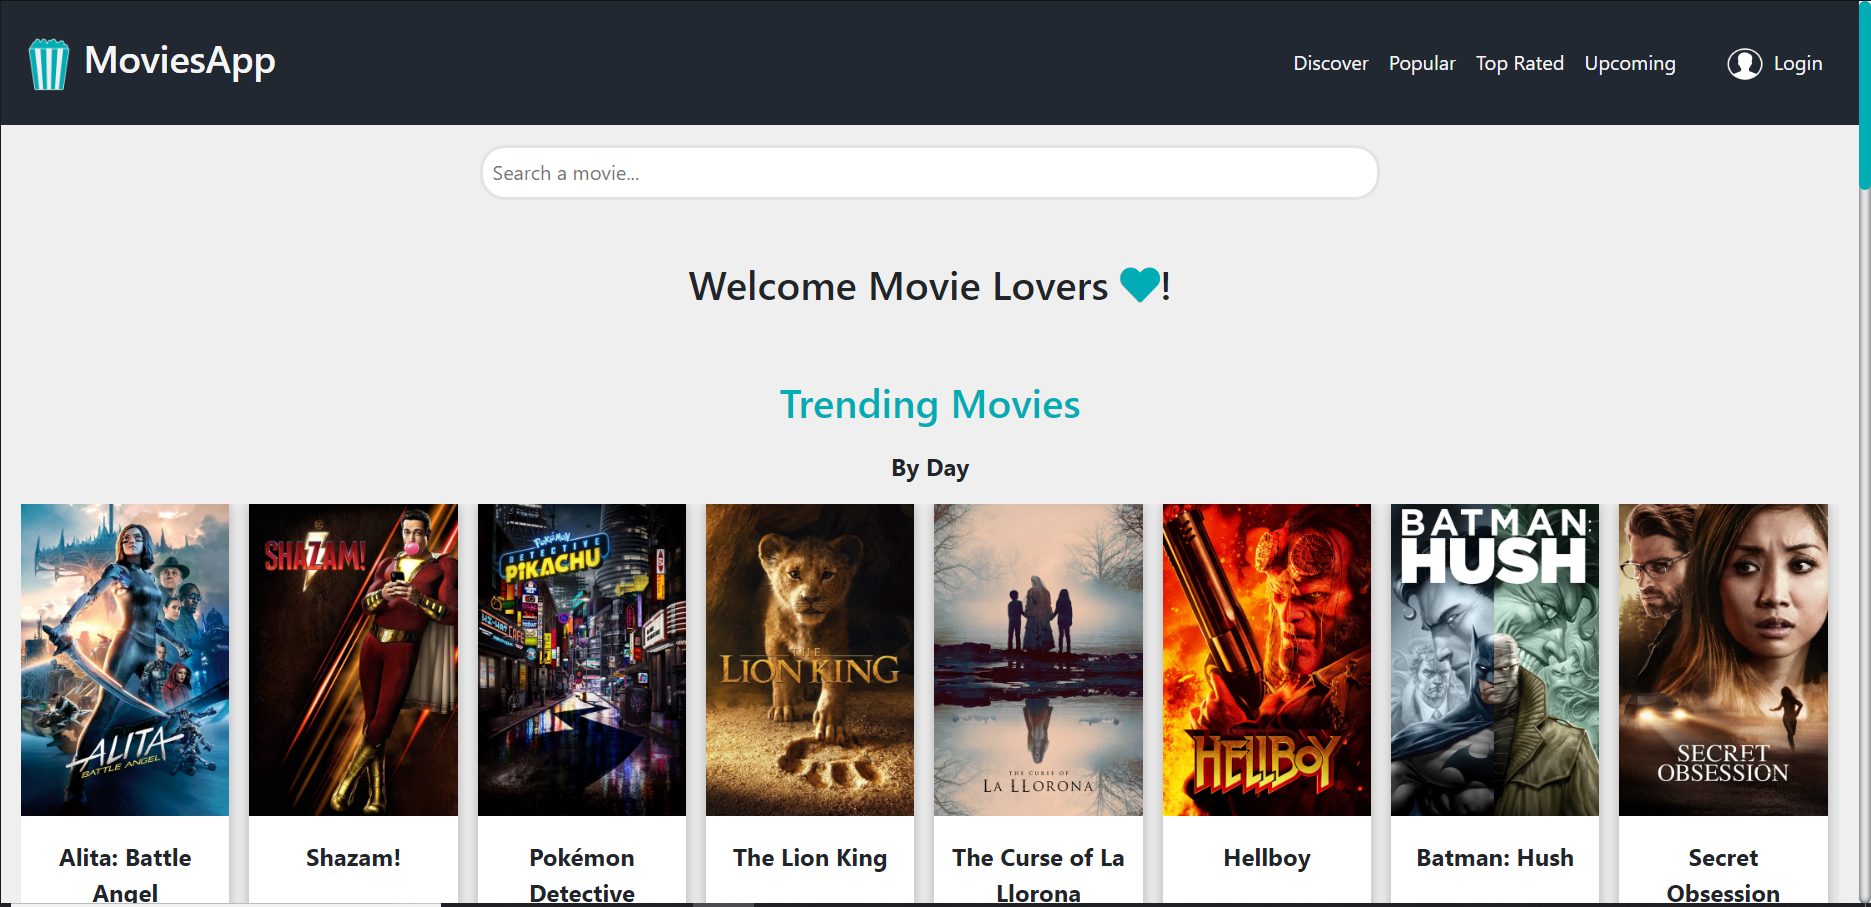 MoviesApp
Discover Popular Top Rated Upcoming Login
Search a movie...
Welcome Movie Lovers !
Trending Movies
By Day
ALITA
BATTLE ANGEL
SHAZAM!
POKÉMON
DETECTIVE
PIKACHU
THE
LION KING
THE CURSE OF
LA LLORONA
HELLBOY
BATMAN:
HUSH
SECRET
OBSESSION
Alita: Battle
Angel
Shazam!
Pokémon
Detective
The Lion King
The Curse of La
Llorona
Hellboy
Batman: Hush
Secret
Obsession